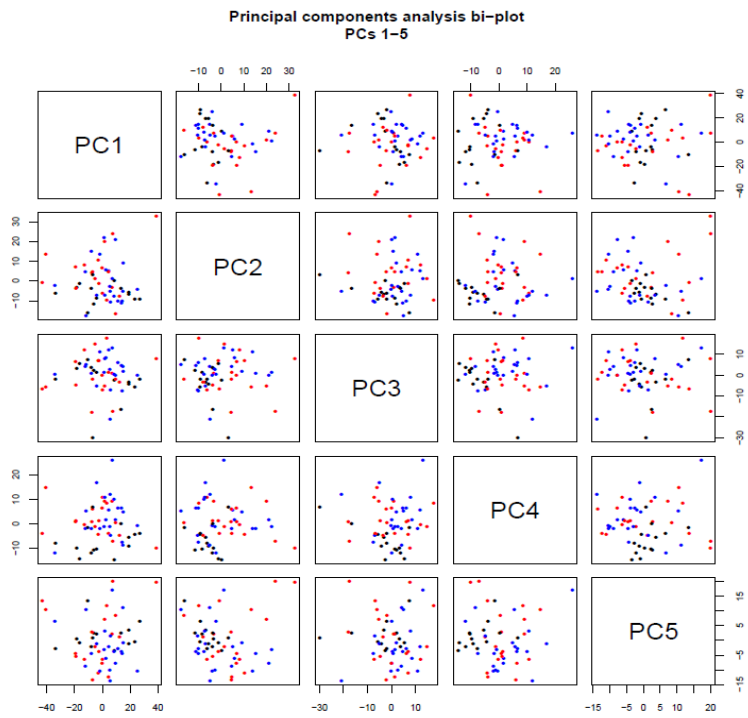 Principal components analysis bi-plot
PCs 1-5
-10 0 10 20 30
-10 0 10 20
PC1
-40 -20 0 20 40
-10 0 10 20 30
PC2
PC3
-30 -10 0 10
-10 0 10 20
PC4
PC5
-15 -5 0 5 10 15
-40 -20 0 20 40
-30 -20 -10 0 10
-15 -5 0 5 10 20